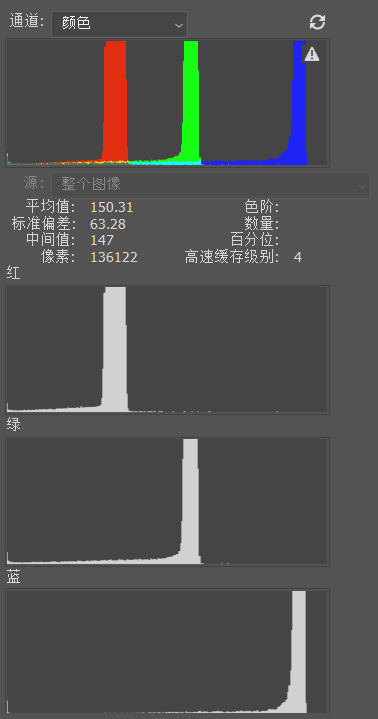 通道: 颜色
源: 整个图像
平均值: 150.31 色阶:
标准偏差: 63.28 数量:
中间值: 147 百分位:
像素: 136122 高速缓存级别: 4
红
绿
蓝